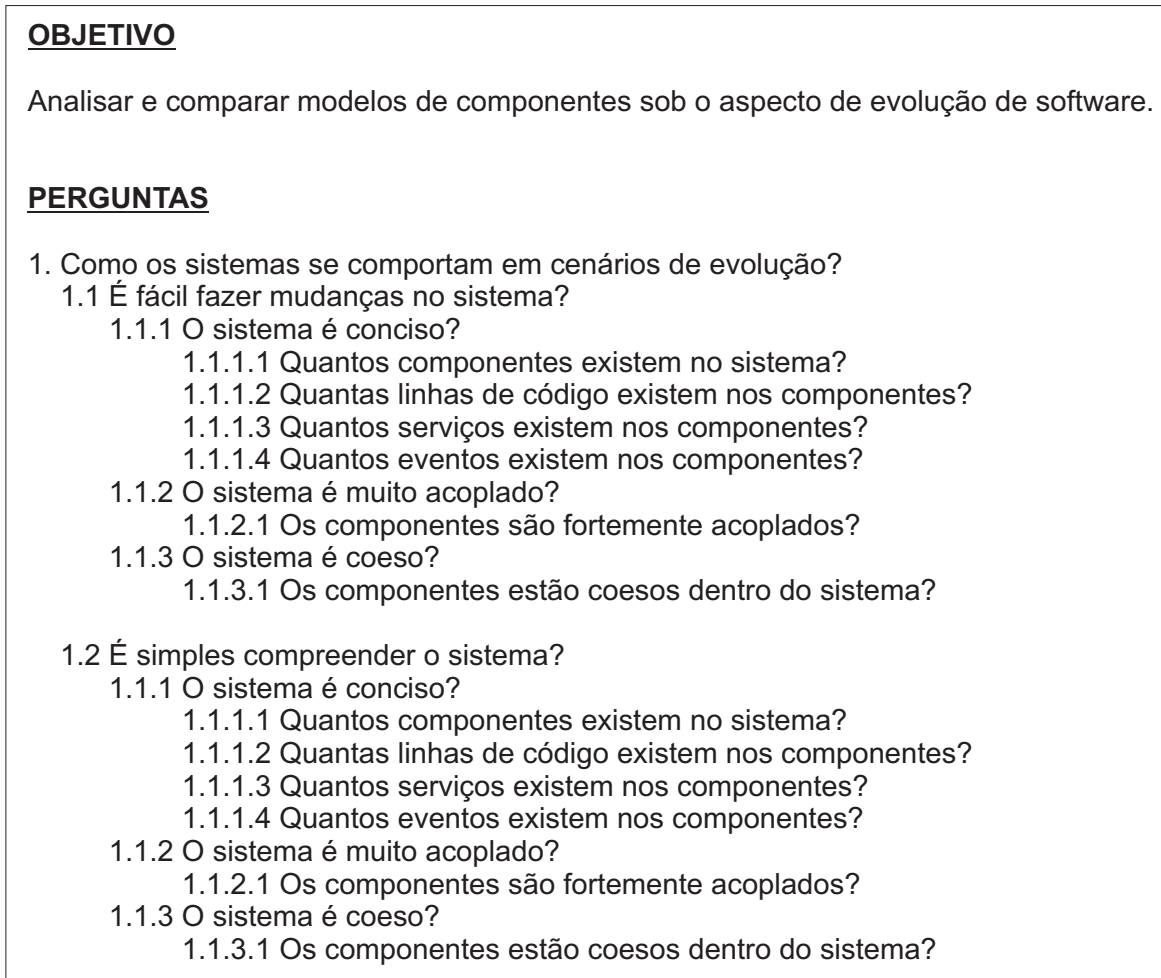 OBJETIVO
Analisar e comparar modelos de componentes sob o aspecto de evolução de software.
PERGUNTAS
1. Como os sistemas se comportam em cenários de evolução?
1.1 É fácil fazer mudanças no sistema?
1.1.1 O sistema é conciso?
1.1.1.1 Quantos componentes existem no sistema?
1.1.1.2 Quantas linhas de código existem nos componentes?
1.1.1.3 Quantos serviços existem nos componentes?
1.1.1.4 Quantos eventos existem nos componentes?
1.1.2 O sistema é muito acoplado?
1.1.2.1 Os componentes são fortemente acoplados?
1.1.3 O sistema é coeso?
1.1.3.1 Os componentes estão coesos dentro do sistema?
1.2 É simples compreender o sistema?
1.1.1 O sistema é conciso?
1.1.1.1 Quantos componentes existem no sistema?
1.1.1.2 Quantas linhas de código existem nos componentes?
1.1.1.3 Quantos serviços existem nos componentes?
1.1.1.4 Quantos eventos existem nos componentes?
1.1.2 O sistema é muito acoplado?
1.1.2.1 Os componentes são fortemente acoplados?
1.1.3 O sistema é coeso?
1.1.3.1 Os componentes estão coesos dentro do sistema?